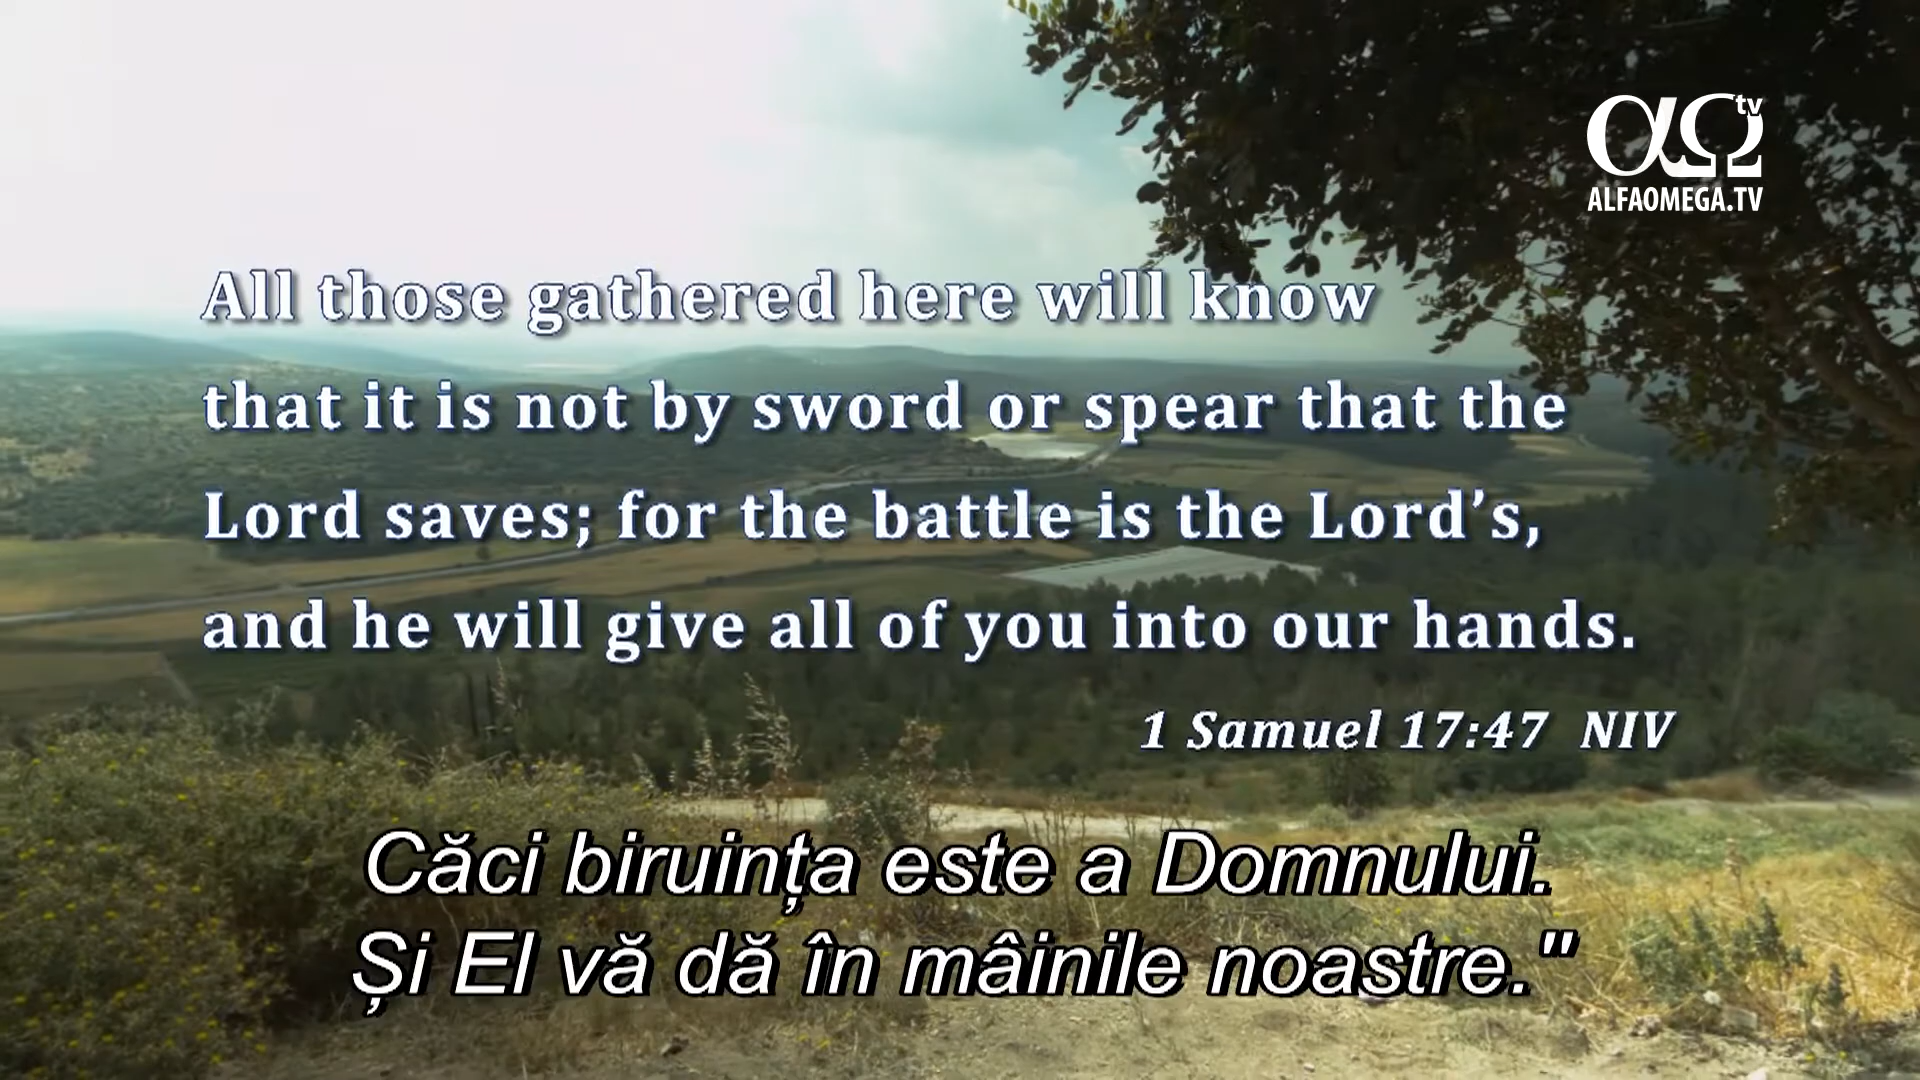 αΩ tv
ALFAOMEGA.TV
All those gathered here will know
that it is not by sword or spear that the
Lord saves; for the battle is the Lord’s,
and he will give all of you into our hands.
1 Samuel 17:47 NIV
Căci biruința este a Domnului.
Și El vă dă în mâinile noastre."